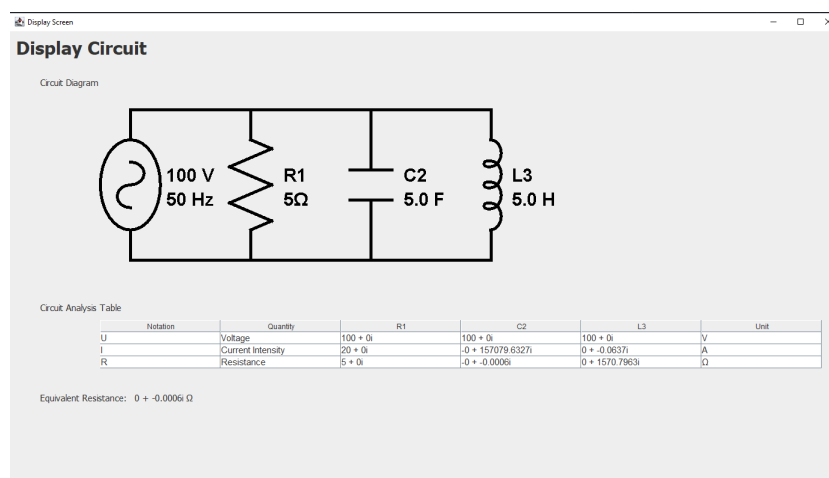 Display Screen
Display Circuit
Circuit Diagram
100 V
50 Hz
R1
5Ω
C2
5.0 F
L3
5.0 H
Circuit Analysis Table
Notation Quantity R1 C2 L3 Unit
U Voltage 100 + 0i 100 + 0i 100 + 0i V
I Current Intensity 20 + 0i -0 + 157079.6327i 0 + -0.0637i A
R Resistance 5 + 0i -0 + -0.0006i 0 + 1570.7963i Ω
Equivalent Resistance: 0 + -0.0006i Ω